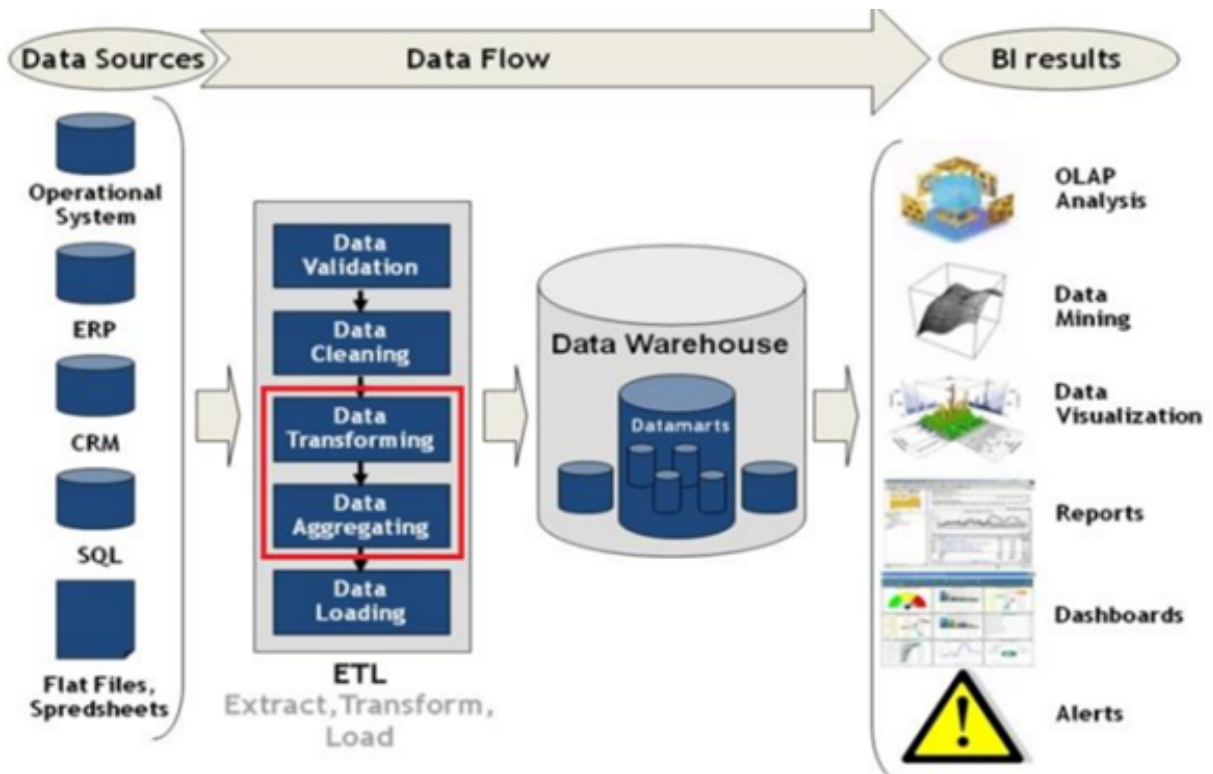 Data Sources
Data Flow
BI results
Operational
System
ERP
CRM
SQL
Flat Files,
Spredsheets
Data
Validation
Data
Cleaning
Data
Transforming
Data
Aggregating
Data
Loading
ETL
Extract, Transform,
Load
Data Warehouse
Datamarts
OLAP
Analysis
Data
Mining
Data
Visualization
Reports
Dashboards
Alerts